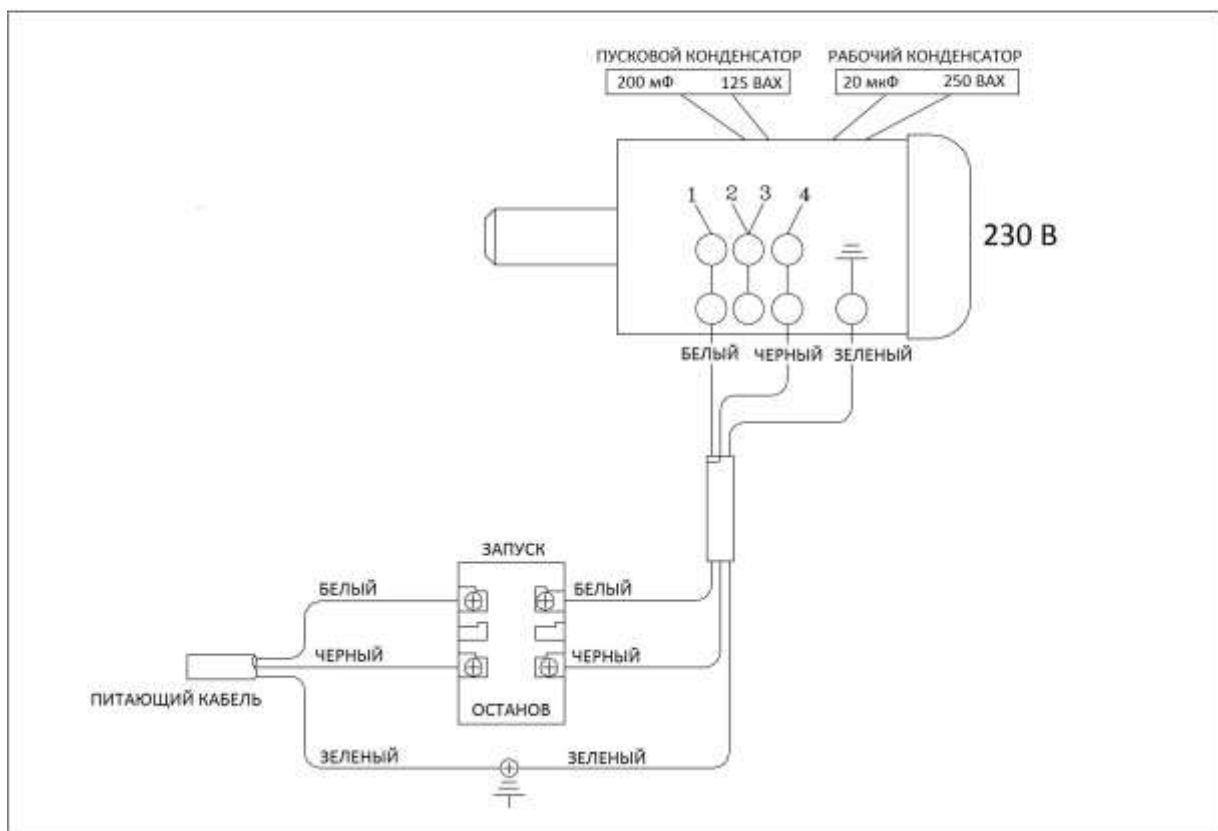 ПУСКОВОЙ КОНДЕНСАТОР РАБОЧИЙ КОНДЕНСАТОР
200 мФ 125 ВАХ 20 мкФ 250 ВАХ
1 2 3 4
230 В
БЕЛЫЙ ЧЕРНЫЙ ЗЕЛЕНЫЙ
ЗАПУСК
БЕЛЫЙ БЕЛЫЙ
ЧЕРНЫЙ ЧЕРНЫЙ
ПИТАЮЩИЙ КАБЕЛЬ
ОСТАНОВ
ЗЕЛЕНЫЙ ЗЕЛЕНЫЙ